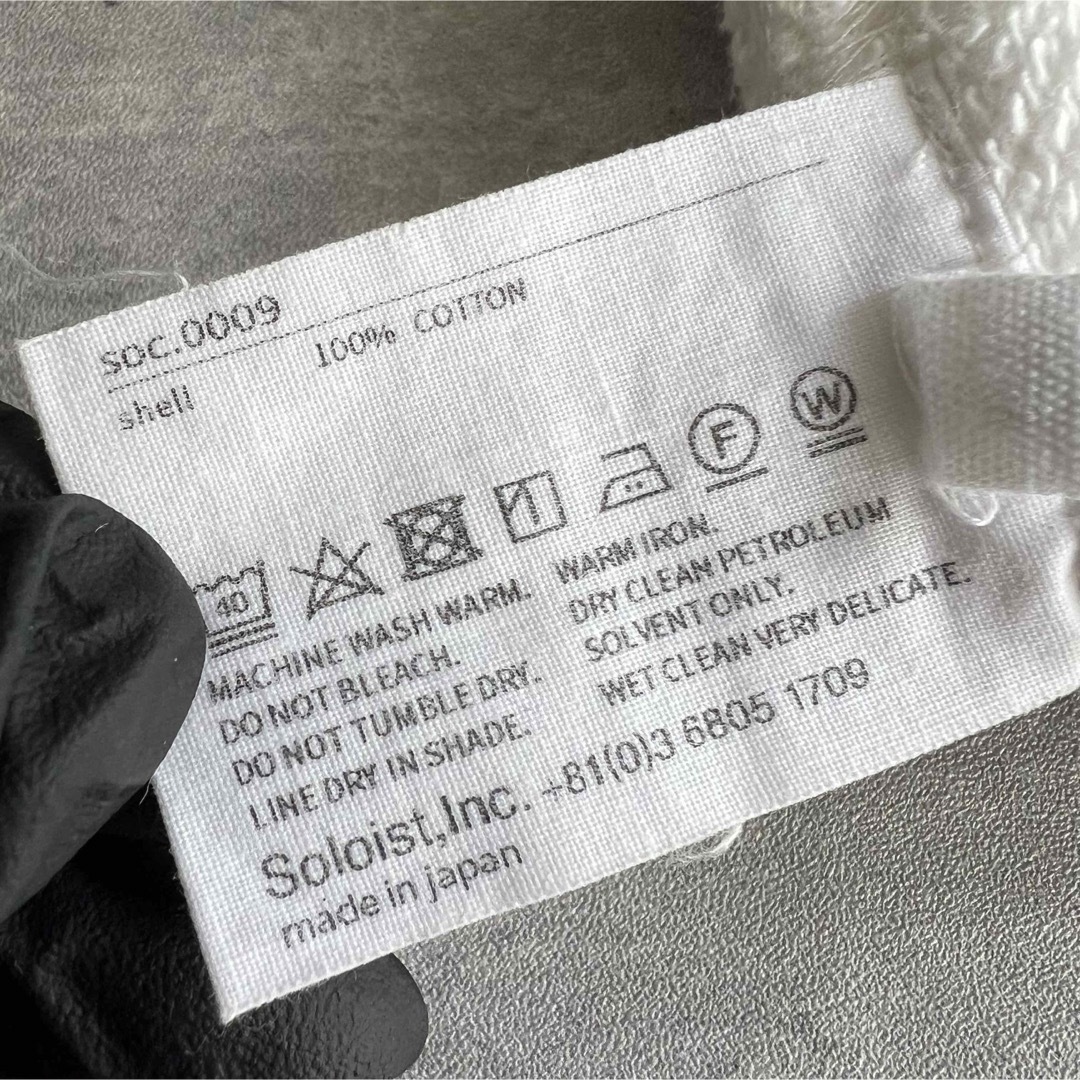 soc.0009
shell 100% COTTON
40 F W
MACHINE WASH WARM.
DO NOT BLEACH.
DO NOT TUMBLE DRY.
LINE DRY IN SHADE.
WARM IRON.
DRY CLEAN PETROLEUM
SOLVENT ONLY.
WET CLEAN VERY DELICATE.
Soloist,Inc. +81(0)3 6805 1709
made in japan